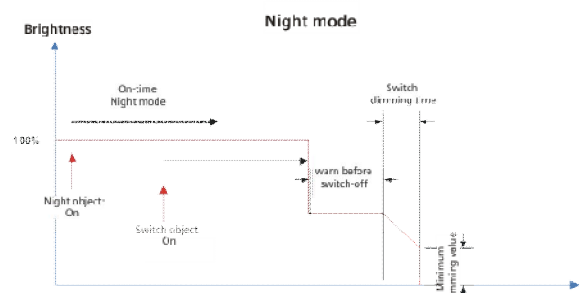 Night mode
Brightness
On-time
Night mode
Switch
dimming time
100%
warn before
switch-off
Night object:
On
Switch object
On
Minimum
value